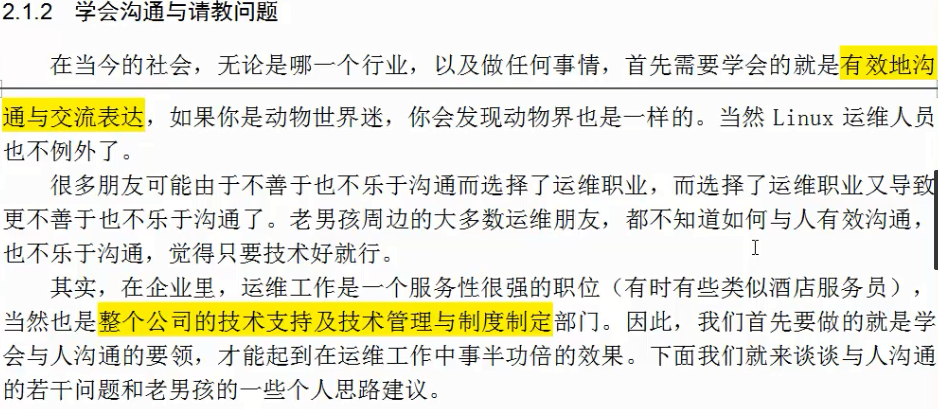 2.1.2 学会沟通与请教问题
在当今的社会，无论是哪一个行业，以及做任何事情，首先需要学会的就是有效地沟
通与交流表达，如果你是动物世界迷，你会发现动物界也是一样的。当然 Linux 运维人员
也不例外了。
很多朋友可能由于不善于也不乐于沟通而选择了运维职业，而选择了运维职业又导致
更不善于也不乐于沟通了。老男孩周边的大多数运维朋友，都不知道如何与人有效沟通，
也不乐于沟通，觉得只要技术好就行。
其实，在企业里，运维工作是一个服务性很强的职位（有时有些类似酒店服务员），
当然也是整个公司的技术支持及技术管理与制度制定部门。因此，我们首先要做的就是学
会与人沟通的要领，才能起到在运维工作中事半功倍的效果。下面我们就来谈谈与人沟通
的若干问题和老男孩的一些个人思路建议。